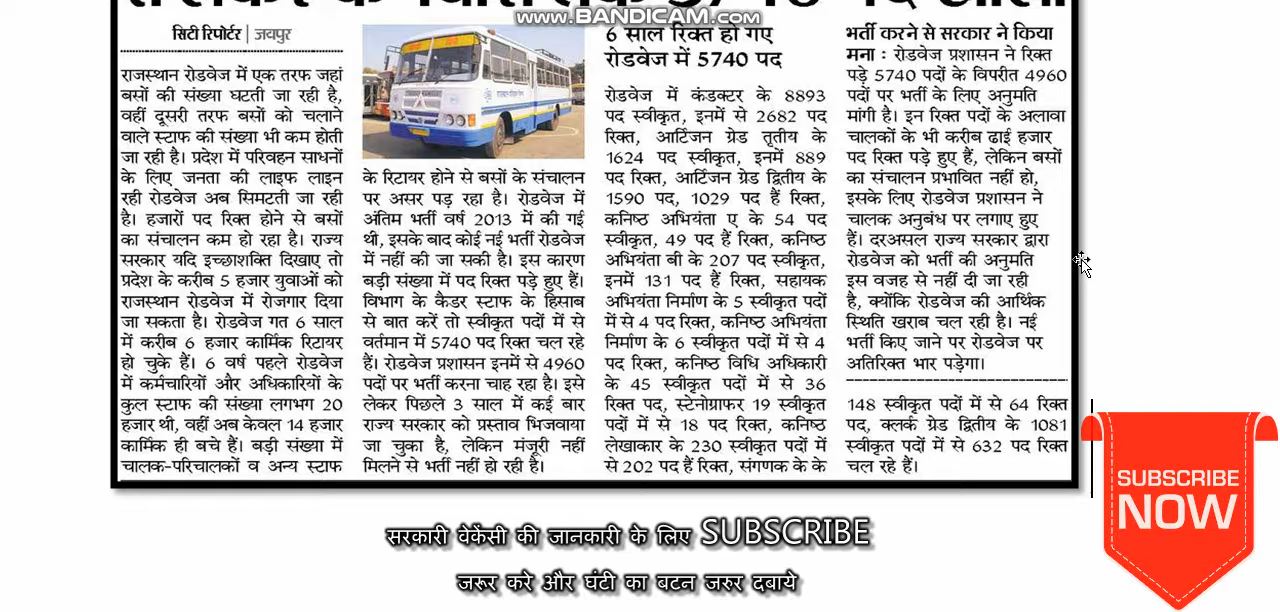 www.BANDICAM.com
सिटी रिपोर्टर | जयपुर
राजस्थान रोडवेज में एक तरफ जहां
बसों की संख्या घटती जा रही है,
वहीं दूसरी तरफ बसों को चलाने
वाले स्टाफ की संख्या भी कम होती
जा रही है। प्रदेश में परिवहन साधनों
के लिए जनता की लाइफ लाइन
रही रोडवेज अब सिमटती जा रही
है। हजारों पद रिक्त होने से बसों
का संचालन कम हो रहा है। राज्य
सरकार यदि इच्छाशक्ति दिखाए तो
प्रदेश के करीब 5 हजार युवाओं को
राजस्थान रोडवेज में रोजगार दिया
जा सकता है। रोडवेज गत 6 साल
में करीब 6 हजार कार्मिक रिटायर
हो चुके हैं। 6 वर्ष पहले रोडवेज
में कर्मचारियों और अधिकारियों के
कुल स्टाफ की संख्या लगभग 20
हजार थी, वहीं अब केवल 14 हजार
कार्मिक ही बचे हैं। बड़ी संख्या में
चालक-परिचालकों व अन्य स्टाफ
के रिटायर होने से बसों के संचालन
पर असर पड़ रहा है। रोडवेज में
अंतिम भर्ती वर्ष 2013 में की गई
थी, इसके बाद कोई नई भर्ती रोडवेज
में नहीं की जा सकी है। इस कारण
बड़ी संख्या में पद रिक्त पड़े हुए हैं।
विभाग के कैडर स्टाफ के हिसाब
से बात करें तो स्वीकृत पदों में से
वर्तमान में 5740 पद रिक्त चल रहे
हैं। रोडवेज प्रशासन इनमें से 4960
पदों पर भर्ती करना चाह रहा है। इसे
लेकर पिछले 3 साल में कई बार
राज्य सरकार को प्रस्ताव भिजवाया
जा चुका है, लेकिन मंजूरी नहीं
मिलने से भर्ती नहीं हो रही है।
6 साल रिक्त हो गए
रोडवेज में 5740 पद
रोडवेज में कंडक्टर के 8893
पद स्वीकृत, इनमें से 2682 पद
रिक्त, आर्टिजन ग्रेड तृतीय के
1624 पद स्वीकृत, इनमें 889
पद रिक्त, आर्टिजन ग्रेड द्वितीय के
1590 पद, 1029 पद हैं रिक्त,
कनिष्ठ अभियंता ए के 54 पद
स्वीकृत, 49 पद हैं रिक्त, कनिष्ठ
अभियंता बी के 207 पद स्वीकृत,
इनमें 131 पद हैं रिक्त, सहायक
अभियंता निर्माण के 5 स्वीकृत पदों
में से 4 पद रिक्त, कनिष्ठ अभियंता
निर्माण के 6 स्वीकृत पदों में से 4
पद रिक्त, कनिष्ठ विधि अधिकारी
के 45 स्वीकृत पदों में से 36
रिक्त पद, स्टेनोग्राफर 19 स्वीकृत
पदों में से 18 पद रिक्त, कनिष्ठ
लेखाकार के 230 स्वीकृत पदों में
से 202 पद हैं रिक्त, संगणक के के
भर्ती करने से सरकार ने किया
मना : रोडवेज प्रशासन ने रिक्त
पड़े 5740 पदों के विपरीत 4960
पदों पर भर्ती के लिए अनुमति
मांगी है। इन रिक्त पदों के अलावा
चालकों के भी करीब ढाई हजार
पद रिक्त पड़े हुए हैं, लेकिन बसों
का संचालन प्रभावित नहीं हो,
इसके लिए रोडवेज प्रशासन ने
चालक अनुबंध पर लगाए हुए
हैं। दरअसल राज्य सरकार द्वारा
रोडवेज को भर्ती की अनुमति
इस वजह से नहीं दी जा रही
है, क्योंकि रोडवेज की आर्थिक
स्थिति खराब चल रही है। नई
भर्ती किए जाने पर रोडवेज पर
अतिरिक्त भार पड़ेगा।
148 स्वीकृत पदों में से 64 रिक्त
पद, क्लर्क ग्रेड द्वितीय के 1081
स्वीकृत पदों में से 632 पद रिक्त
चल रहे हैं।
SUBSCRIBE
NOW
सरकारी वेकेंसी की जानकारी के लिए SUBSCRIBE
जरूर करे और घंटी का बटन जरुर दबाये